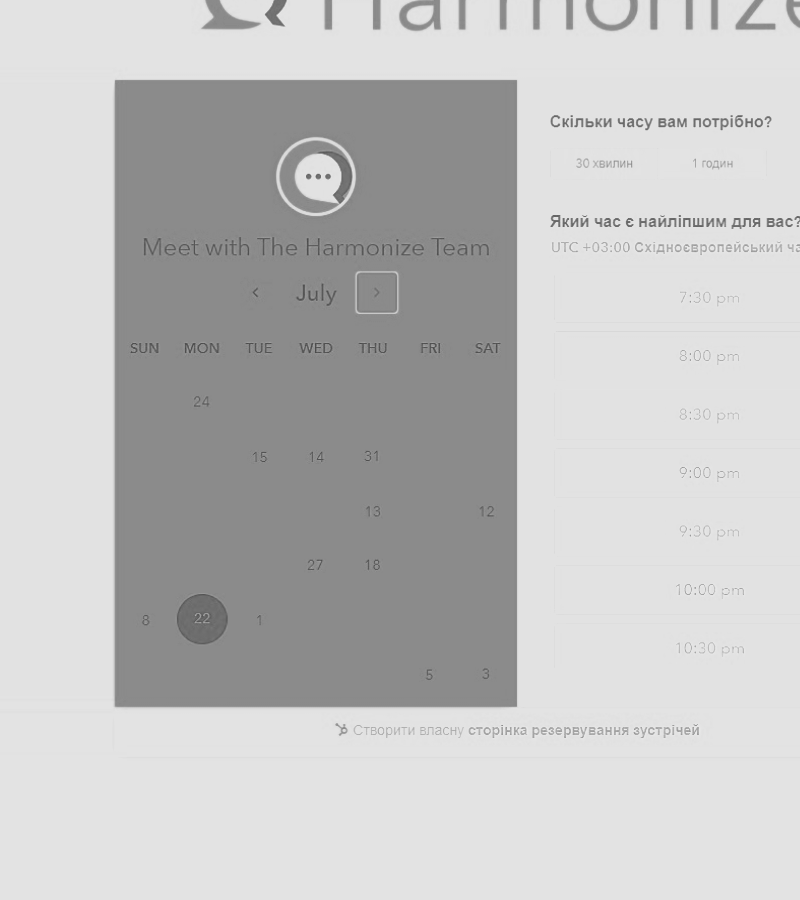 Harmonize
Meet with The Harmonize Team
July
SUN MON TUE WED THU FRI SAT
24
15 14 31
13 12
27 18
8 22 1
5 3
Скільки часу вам потрібно?
30 хвилин 1 годин
Який час є найліпшим для вас?
UTC +03:00 Східноєвропейський
7:30 pm
8:00 pm
8:30 pm
9:00 pm
9:30 pm
10:00 pm
10:30 pm
Створити власну сторінка резервування зустрічей